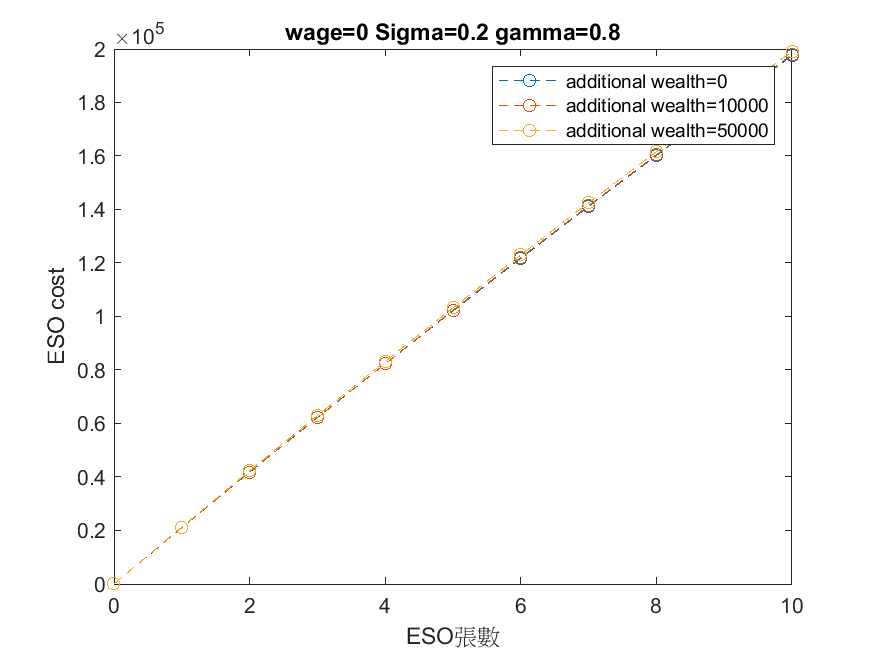 wage=0 Sigma=0.2 gamma=0.8
×10⁵
2
1.8
1.6
1.4
1.2
1
0.8
0.6
0.4
0.2
0
ESO cost
additional wealth=0
additional wealth=10000
additional wealth=50000
0 2 4 6 8 10
ESO張數